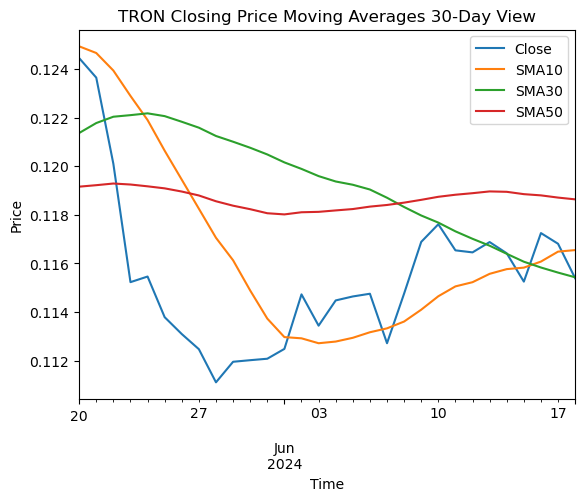 TRON Closing Price Moving Averages 30-Day View
Close
SMA10
SMA30
SMA50
Price
0.124
0.122
0.120
0.118
0.116
0.114
0.112
20 27 03 10 17
Jun
2024
Time